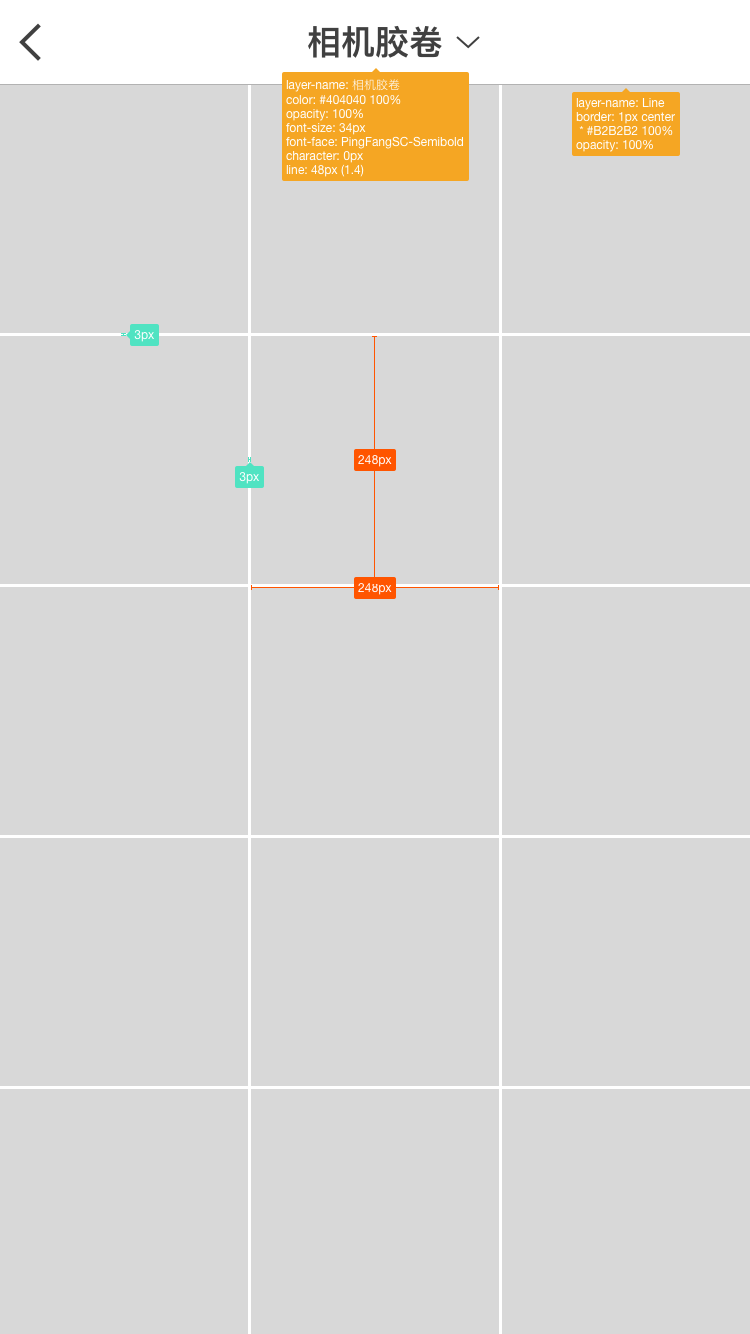 相机胶卷
layer-name: 相机胶卷
color: #404040 100%
opacity: 100%
font-size: 34px
font-face: PingFangSC-Semibold
character: 0px
line: 48px (1.4)
layer-name: Line
border: 1px center
* #B2B2B2 100%
opacity: 100%
3px
248px
3px
248px